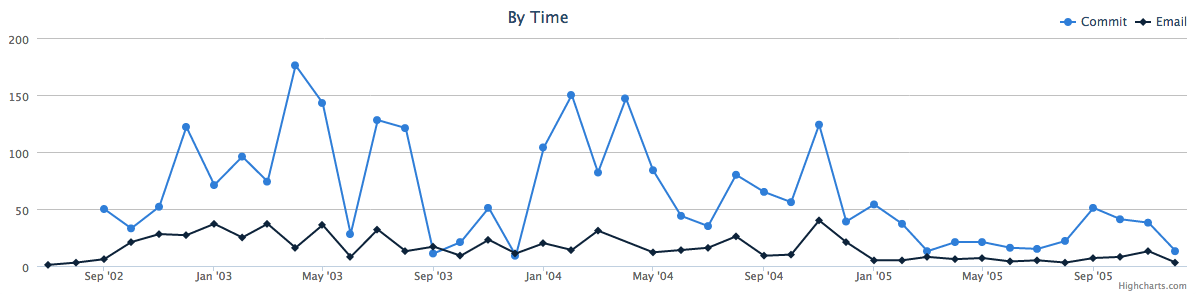 By Time
Commit Email
200
150
100
50
0
Sep '02 Jan '03 May '03 Sep '03 Jan '04 May '04 Sep '04 Jan '05 May '05 Sep '05
Highcharts.com